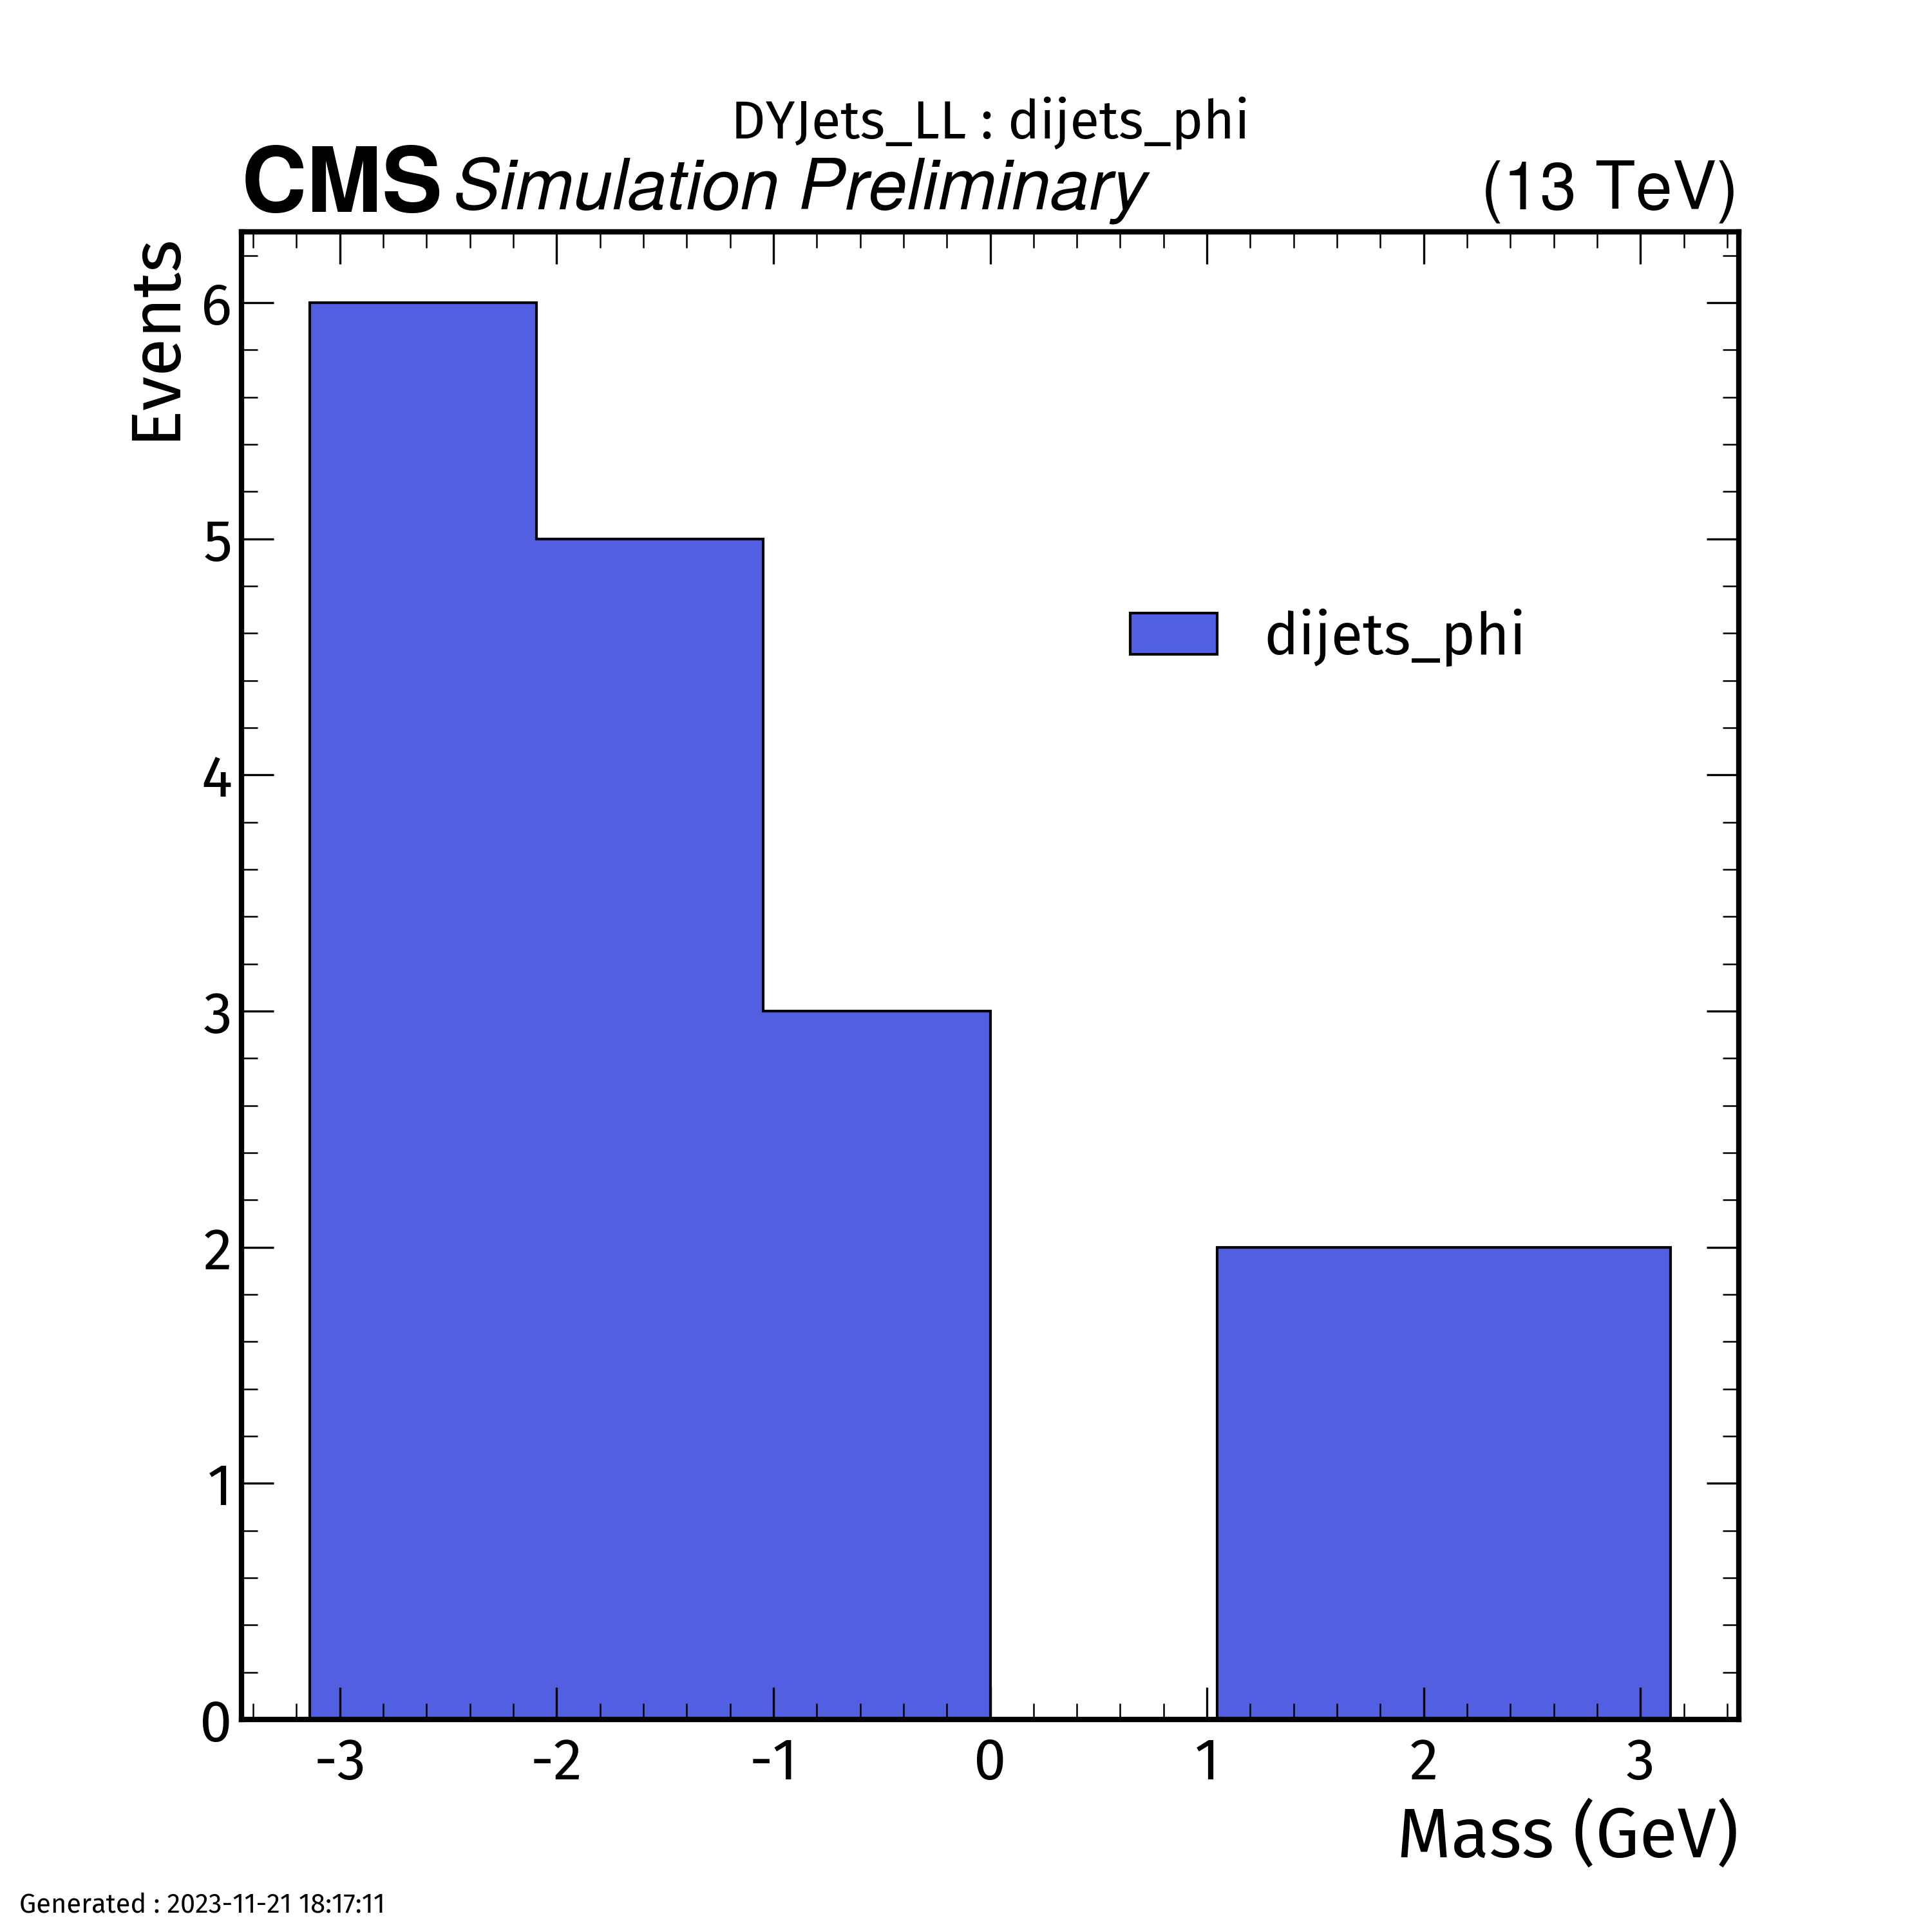 DYJets_LL : dijets_phi
CMS Simulation Preliminary (13 TeV)
Events
6
5
dijets_phi
4
3
2
1
0
-3 -2 -1 0 1 2 3
Mass (GeV)
Generated : 2023-11-21 18:17:11